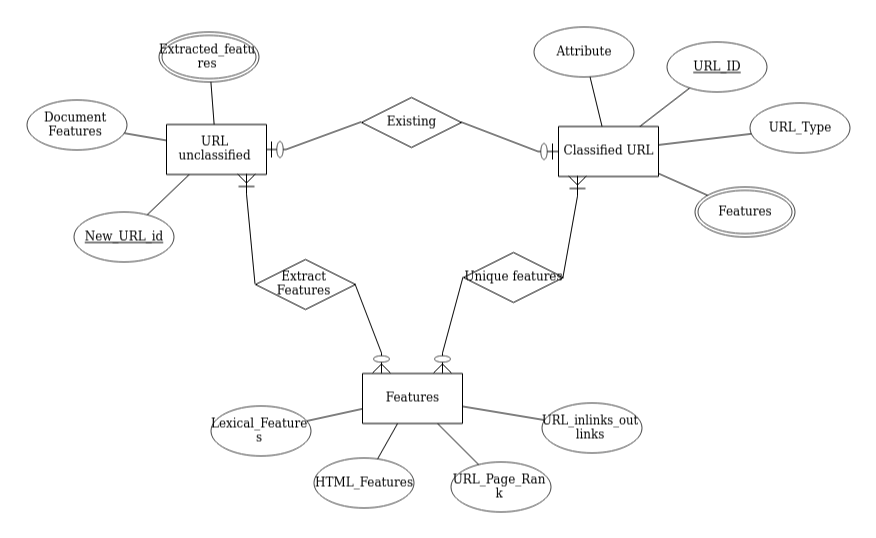 Extracted_featu
res
Attribute
URL_ID
Document
Features
Existing
URL_Type
URL
unclassified
Classified URL
New_URL_id
Features
Extract
Features
Unique features
Features
Lexical_Feature
s
URL_inlinks_out
links
HTML_Features
URL_Page_Ran
k